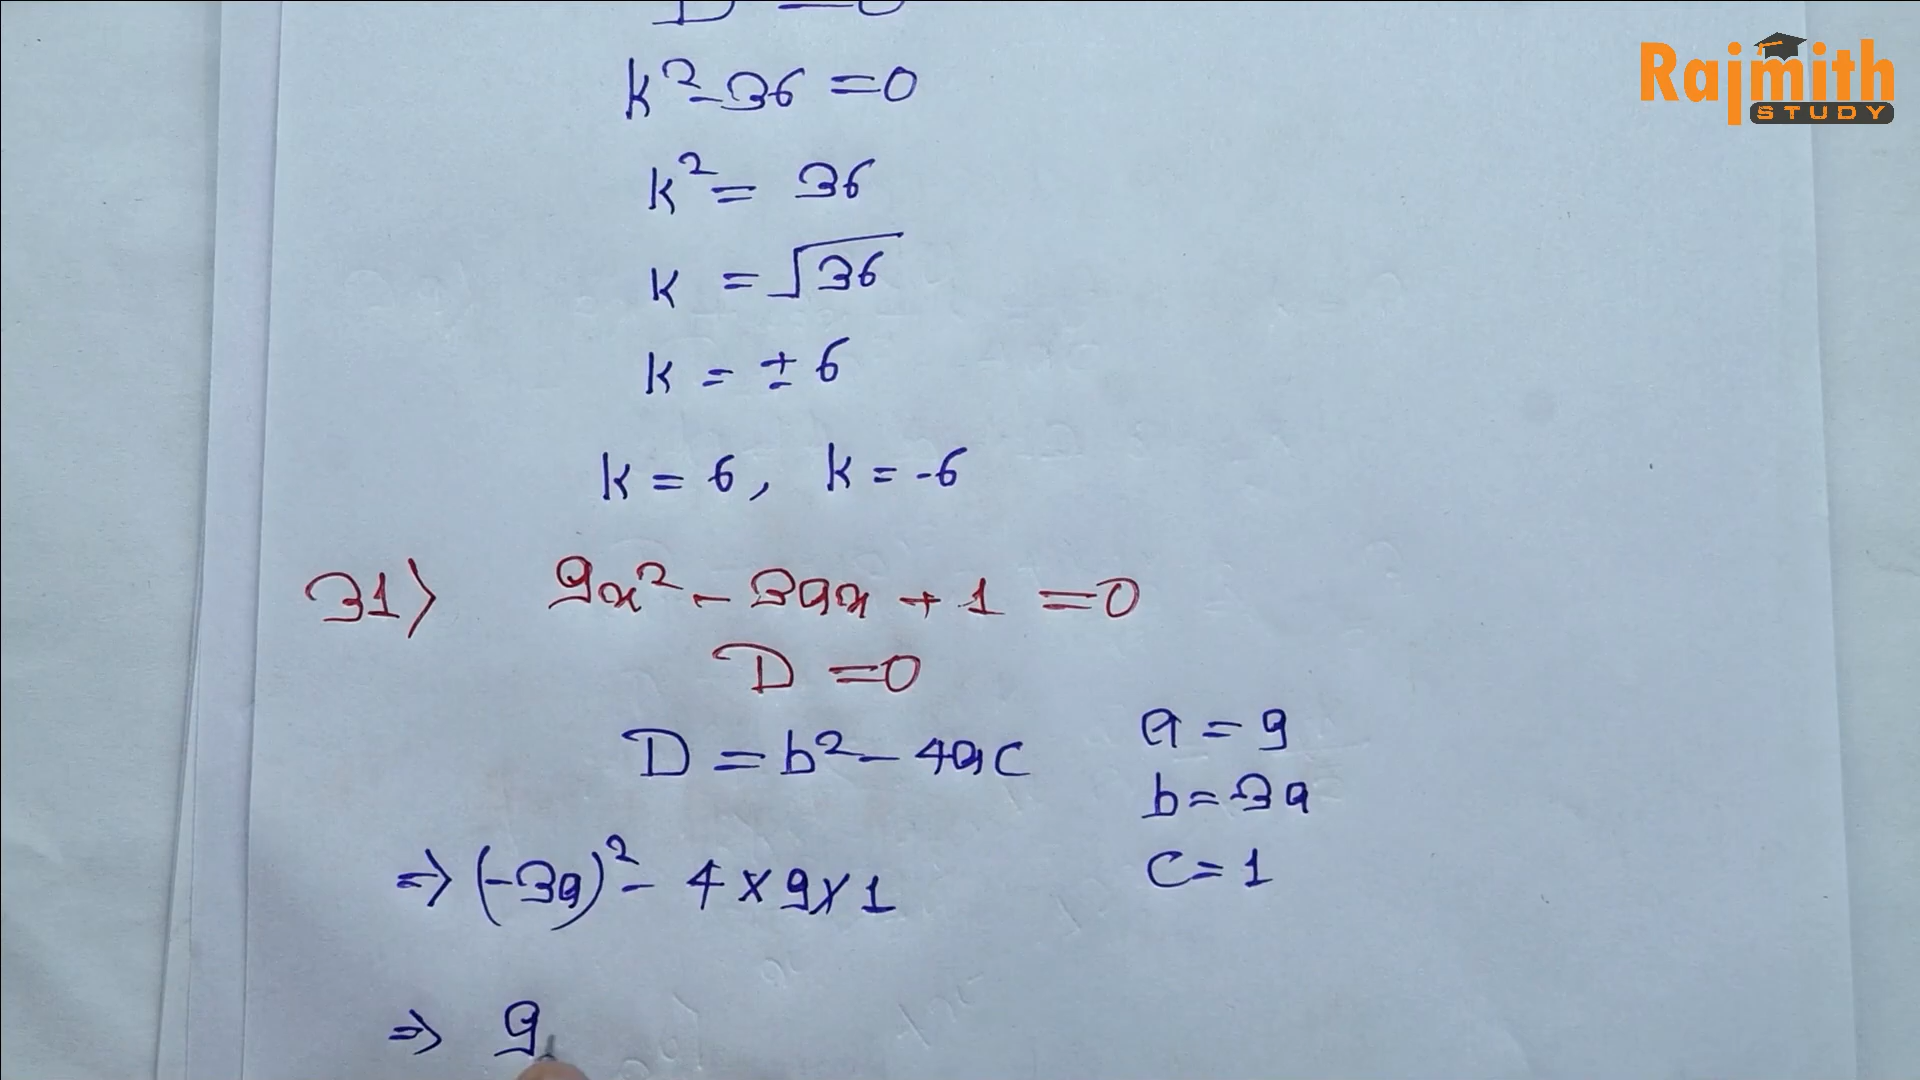 D = 0
Rajmith
STUDY
k² - 36 = 0
k² = 36
k = √36
k = ± 6
k = 6, k = -6
31) 9x² - 3ax + 1 = 0
D = 0
D = b² - 4ac
a = 9
b = -3a
c = 1
⇒ (-3a)² - 4 × 9 × 1
⇒ 9